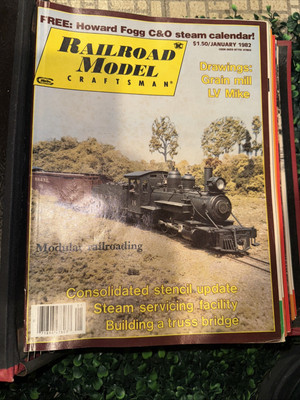 FREE: Howard Fogg C&O steam calendar!
$1.50/JANUARY 1983
RAILROAD
MODEL
CRAFTSMAN®
Drawings:
Grain mill
LV Mike
Modular railroading
Consolidated stencil update
Steam servicing facility
Building a truss bridge